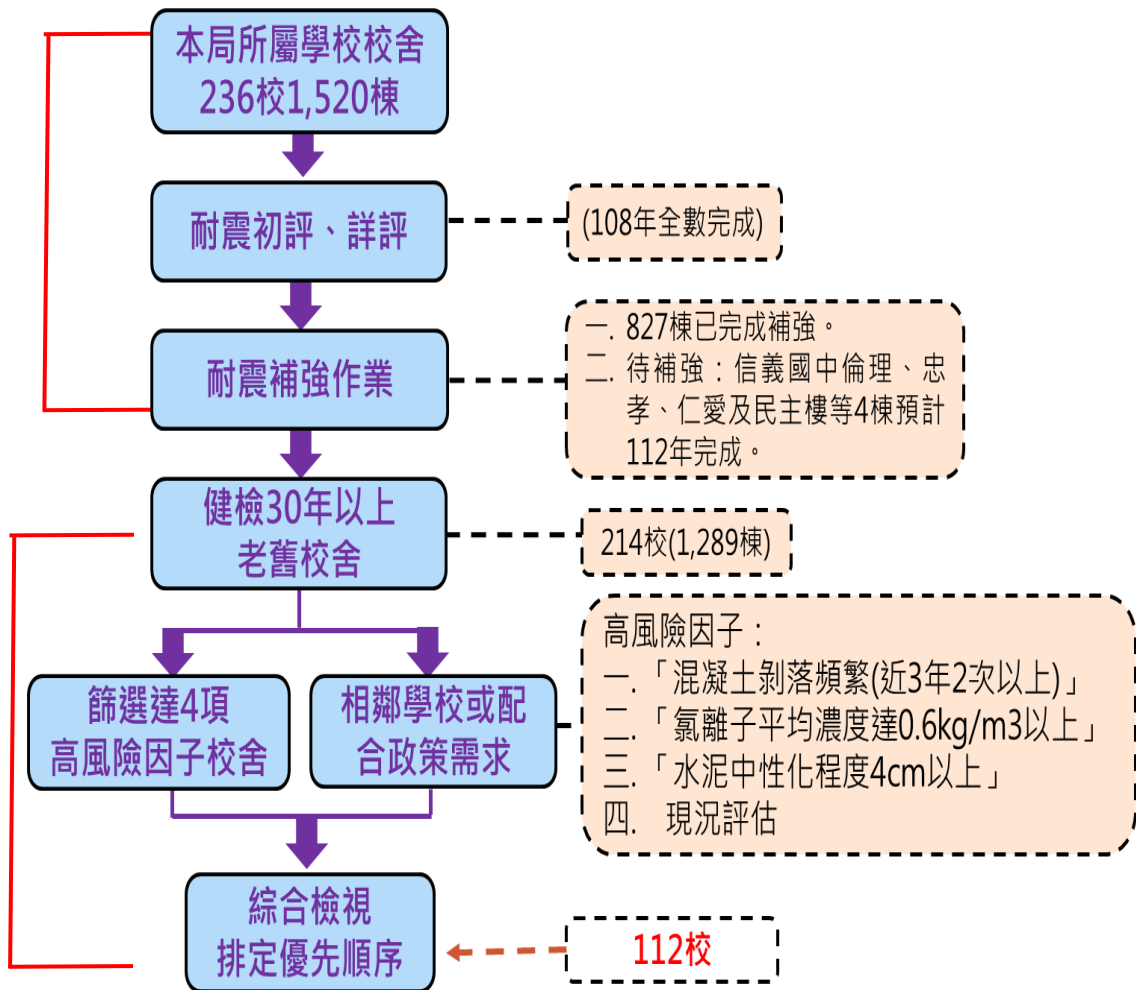 本局所屬學校校舍
236校1,520棟
耐震初評、詳評
(108年全數完成)
耐震補強作業
一. 827棟已完成補強。
二. 待補強：信義國中倫理、忠
孝、仁愛及民主樓等4棟預計
112年完成。
健檢30年以上
老舊校舍
214校(1,289棟)
篩選達4項
高風險因子校舍
相鄰學校或配
合政策需求
高風險因子：
一.「混凝土剝落頻繁(近3年2次以上)」
二.「氯離子平均濃度達0.6kg/m3以上」
三.「水泥中性化程度4cm以上」
四. 現況評估
綜合檢視
排定優先順序
112校